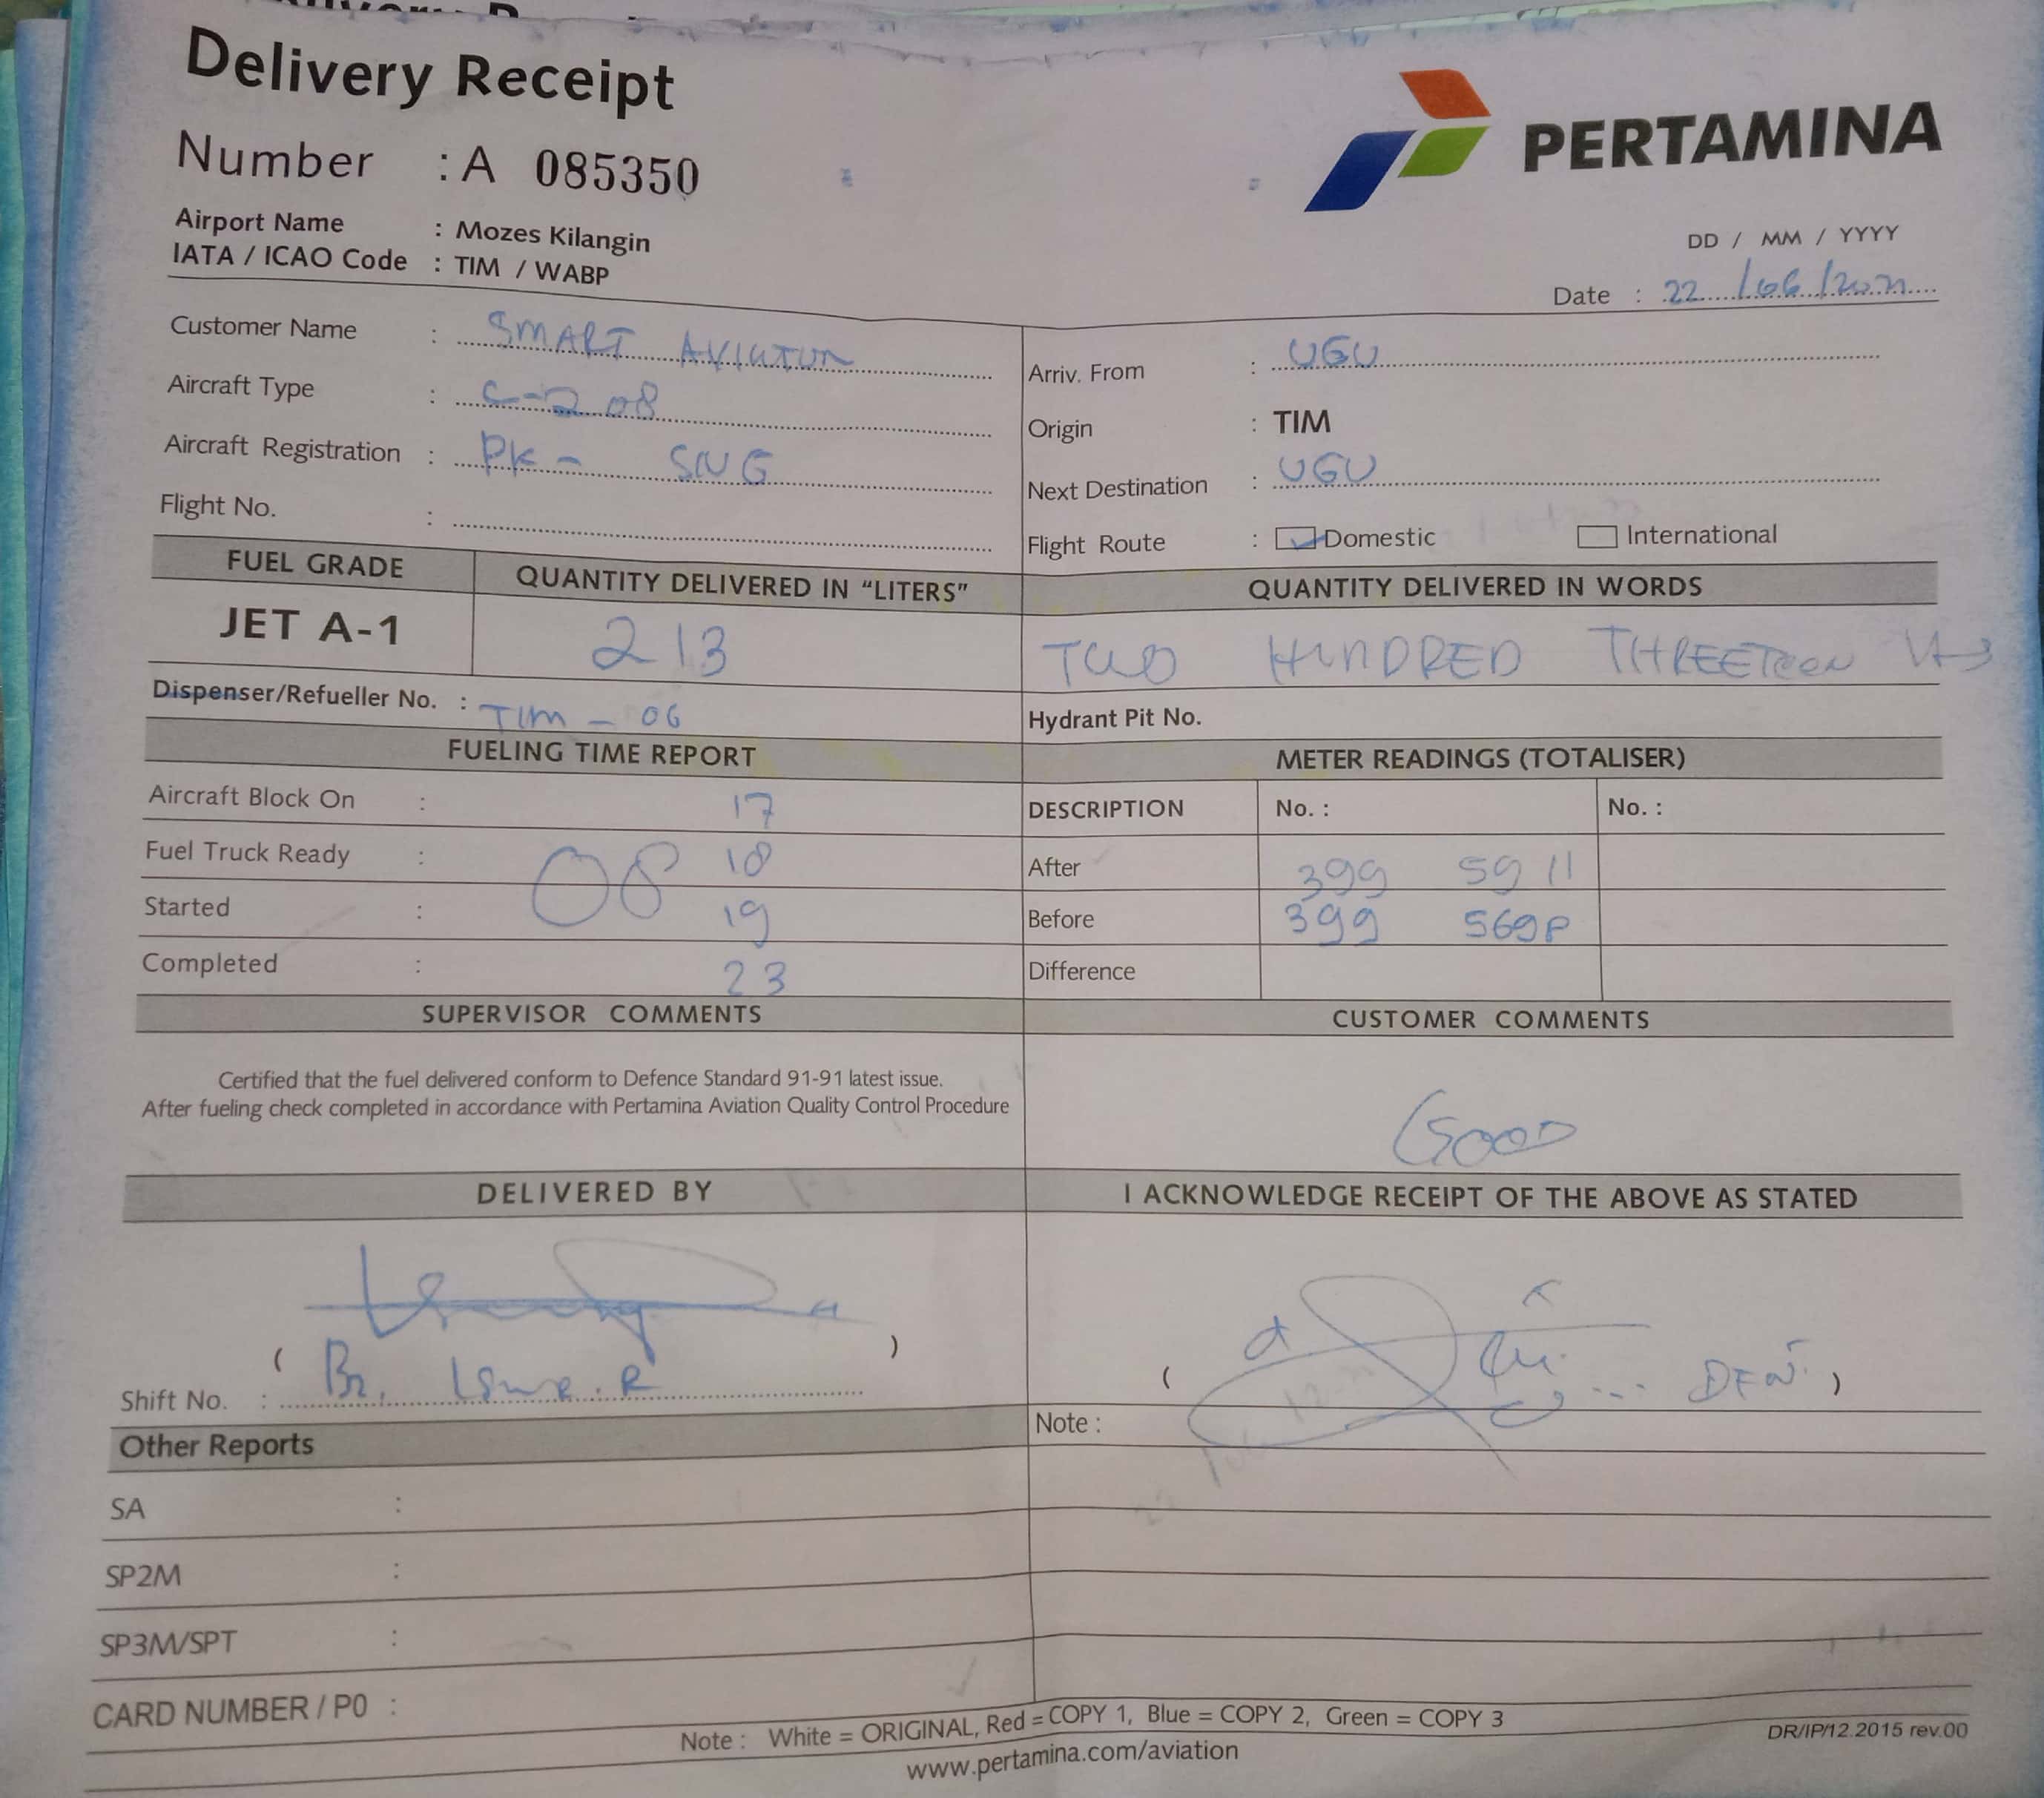 Delivery Receipt
Number : A 085350
PERTAMINA
Airport Name : Mozes Kilangin
IATA / ICAO Code : TIM / WABP
DD / MM / YYYY
Date : 22/06/2021
Customer Name : SMART AVIATION
Aircraft Type : C-208
Aircraft Registration : PK- SNG
Flight No. :
Arriv. From : UGU
Origin : TIM
Next Destination : UGU
Flight Route : Domestic International
FUEL GRADE QUANTITY DELIVERED IN "LITERS" QUANTITY DELIVERED IN WORDS
JET A-1 213 TWO HUNDRED THREETEEN
Dispenser/Refueller No. : TIM - 06 Hydrant Pit No.
FUELING TIME REPORT
Aircraft Block On : 17
Fuel Truck Ready : 18
08
Started : 19
Completed : 23
METER READINGS (TOTALISER)
DESCRIPTION No. : No. :
After 399 5911
Before 399 5698
Difference
SUPERVISOR COMMENTS
Certified that the fuel delivered conform to Defence Standard 91-91 latest issue.
After fueling check completed in accordance with Pertamina Aviation Quality Control Procedure
CUSTOMER COMMENTS
GOOD
DELIVERED BY
( )
Shift No. :
I ACKNOWLEDGE RECEIPT OF THE ABOVE AS STATED
( )
Note :
Other Reports
SA :
SP2M :
SP3M/SPT :
CARD NUMBER / P0 :
Note : White = ORIGINAL, Red = COPY 1, Blue = COPY 2, Green = COPY 3
www.pertamina.com/aviation
DR/IP/12.2015 rev.00